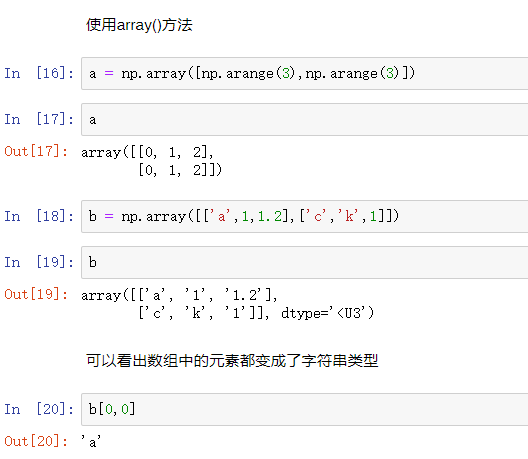 使用array()方法
In [16]: a = np.array([np.arange(3),np.arange(3)])
In [17]: a
Out[17]: array([[0, 1, 2],
[0, 1, 2]])
In [18]: b = np.array([['a',1,1.2],['c','k',1]])
In [19]: b
Out[19]: array([['a', '1', '1.2'],
['c', 'k', '1']], dtype='<U3')
可以看出数组中的元素都变成了字符串类型
In [20]: b[0,0]
Out[20]: 'a'